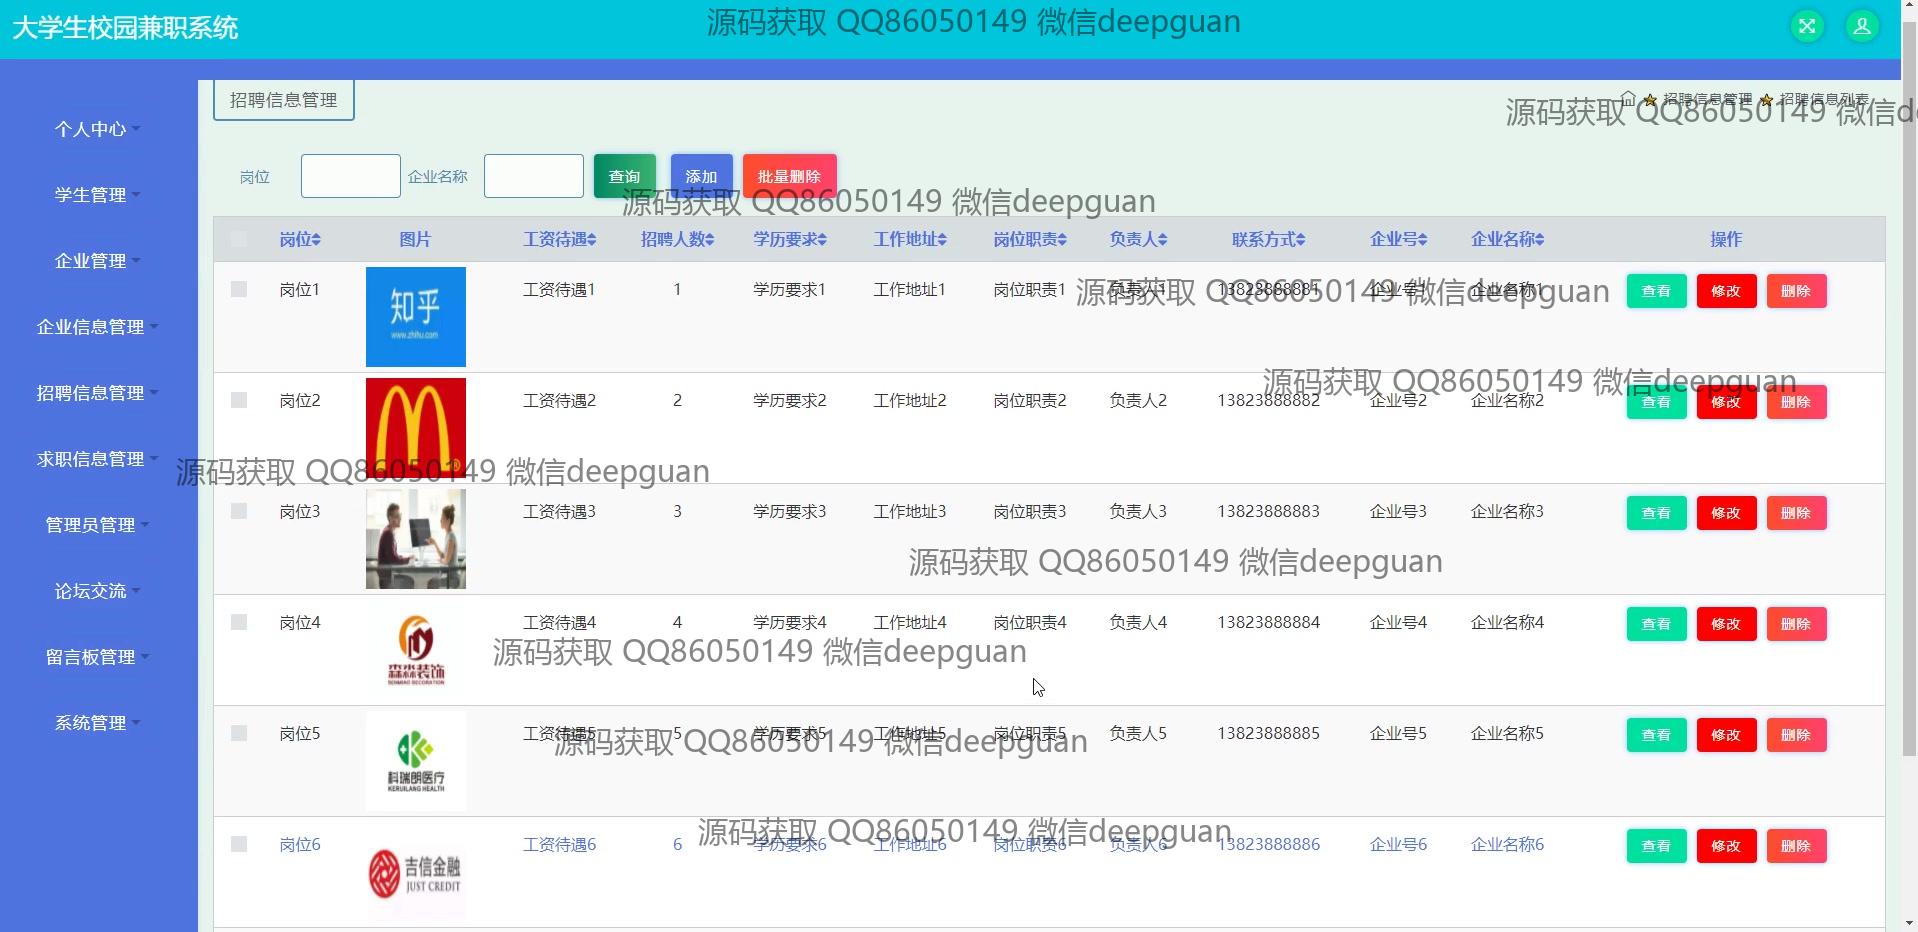 大学生校园兼职系统
源码获取 QQ86050149 微信deepguan
招聘信息管理
招聘信息管理 招聘信息列表
源码获取 QQ86050149 微信d
个人中心
学生管理
企业管理
企业信息管理
招聘信息管理
求职信息管理
管理员管理
论坛交流
留言板管理
系统管理
岗位 企业名称 查询 添加 批量删除
源码获取 QQ86050149 微信deepguan
岗位 图片 工资待遇 招聘人数 学历要求 工作地址 岗位职责 负责人 联系方式 企业号 企业名称 操作
岗位1 工资待遇1 1 学历要求1 工作地址1 岗位职责1 负责人1 13823888881 企业号1 企业名称1 查看 修改 删除
知乎
www.zhihu.com
源码获取 QQ86050149 微信deepguan
源码获取 QQ86050149 微信deepguan
岗位2 工资待遇2 2 学历要求2 工作地址2 岗位职责2 负责人2 13823888882 企业号2 企业名称2 查看 修改 删除
源码获取 QQ86050149 微信deepguan
岗位3 工资待遇3 3 学历要求3 工作地址3 岗位职责3 负责人3 13823888883 企业号3 企业名称3 查看 修改 删除
源码获取 QQ86050149 微信deepguan
岗位4 工资待遇4 4 学历要求4 工作地址4 岗位职责4 负责人4 13823888884 企业号4 企业名称4 查看 修改 删除
森淼装饰
SENMIAO DECORATION
源码获取 QQ86050149 微信deepguan
岗位5 工资待遇5 5 学历要求5 工作地址5 岗位职责5 负责人5 13823888885 企业号5 企业名称5 查看 修改 删除
源码获取 QQ86050149 微信deepguan
科瑞朗医疗
KERUILANG HEALTH
源码获取 QQ86050149 微信deepguan
岗位6 工资待遇6 6 学历要求6 工作地址6 岗位职责6 负责人6 13823888886 企业号6 企业名称6 查看 修改 删除
吉信金融
JUST CREDIT